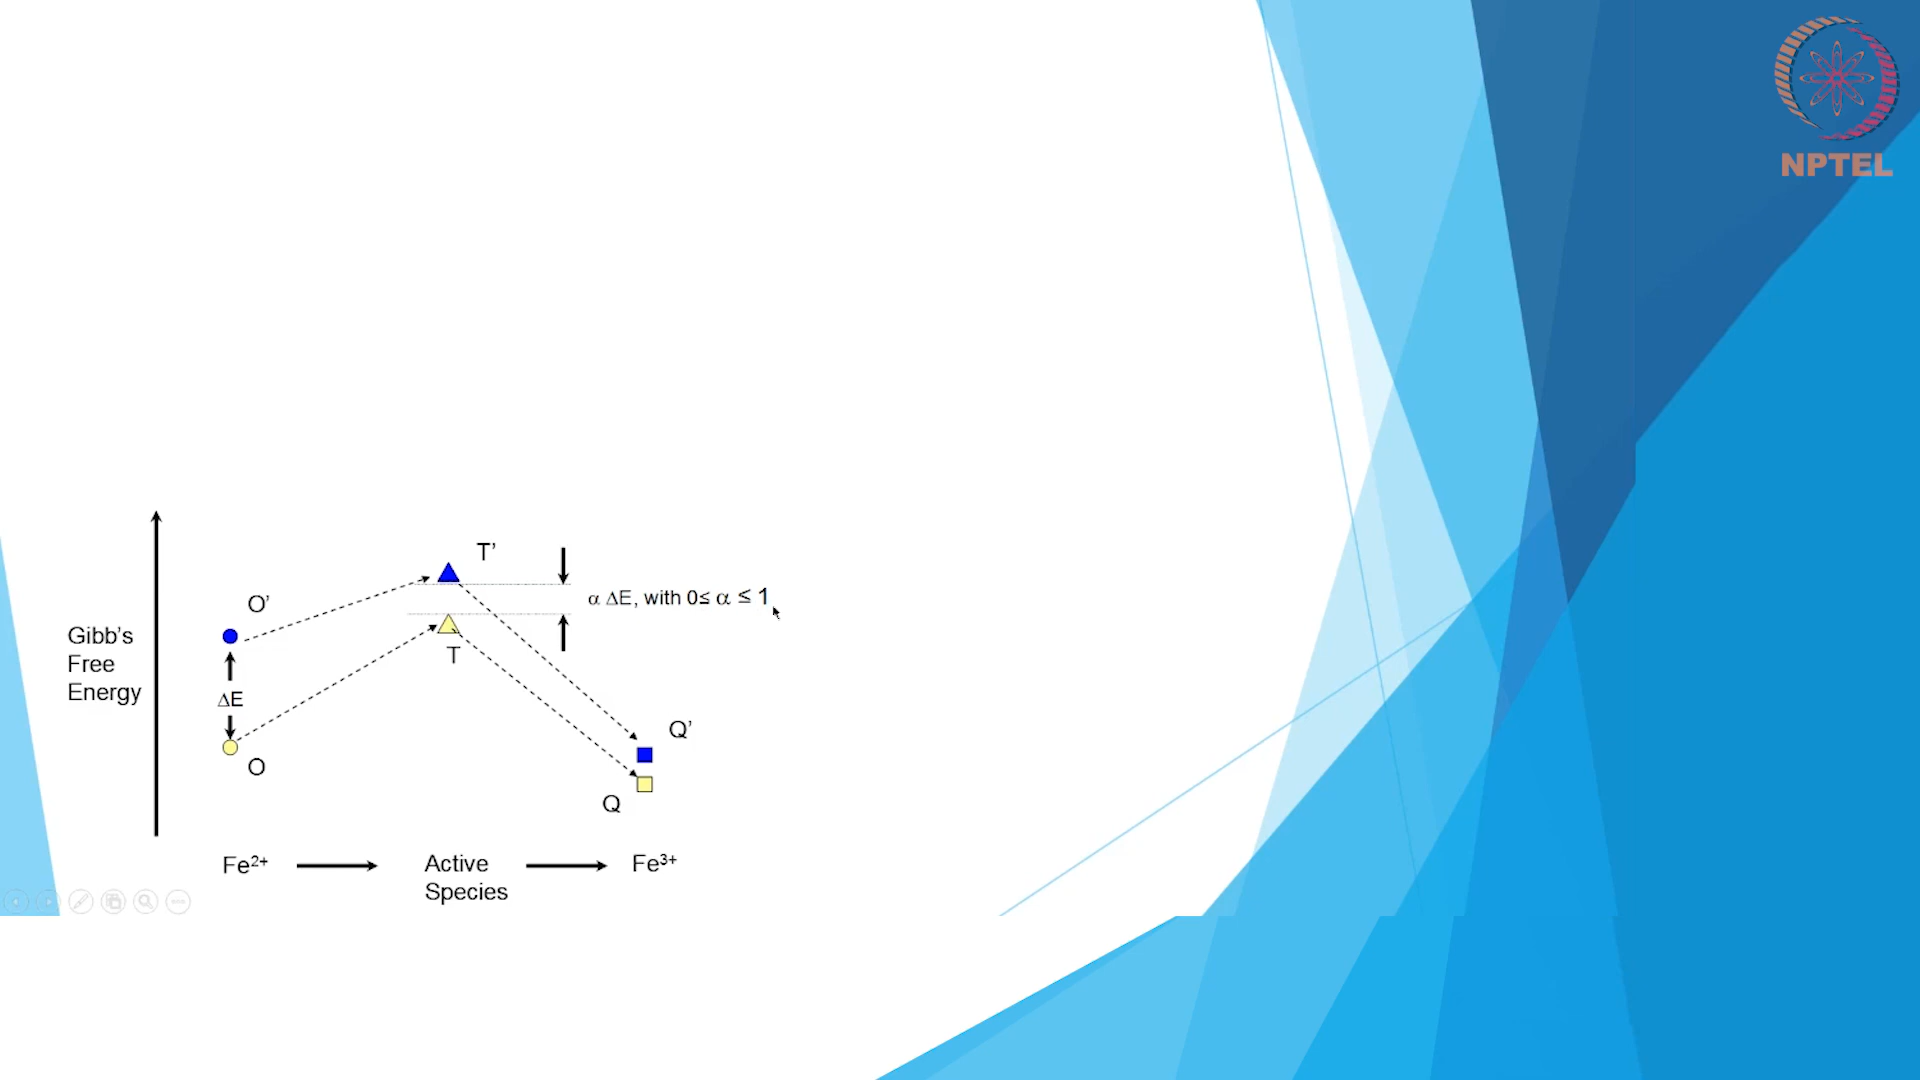 NPTEL
T’
α ΔE, with 0≤ α ≤ 1
O’
Gibb’s
Free
Energy
T
ΔE
Q’
O
Q
Fe²⁺
Active
Species
Fe³⁺